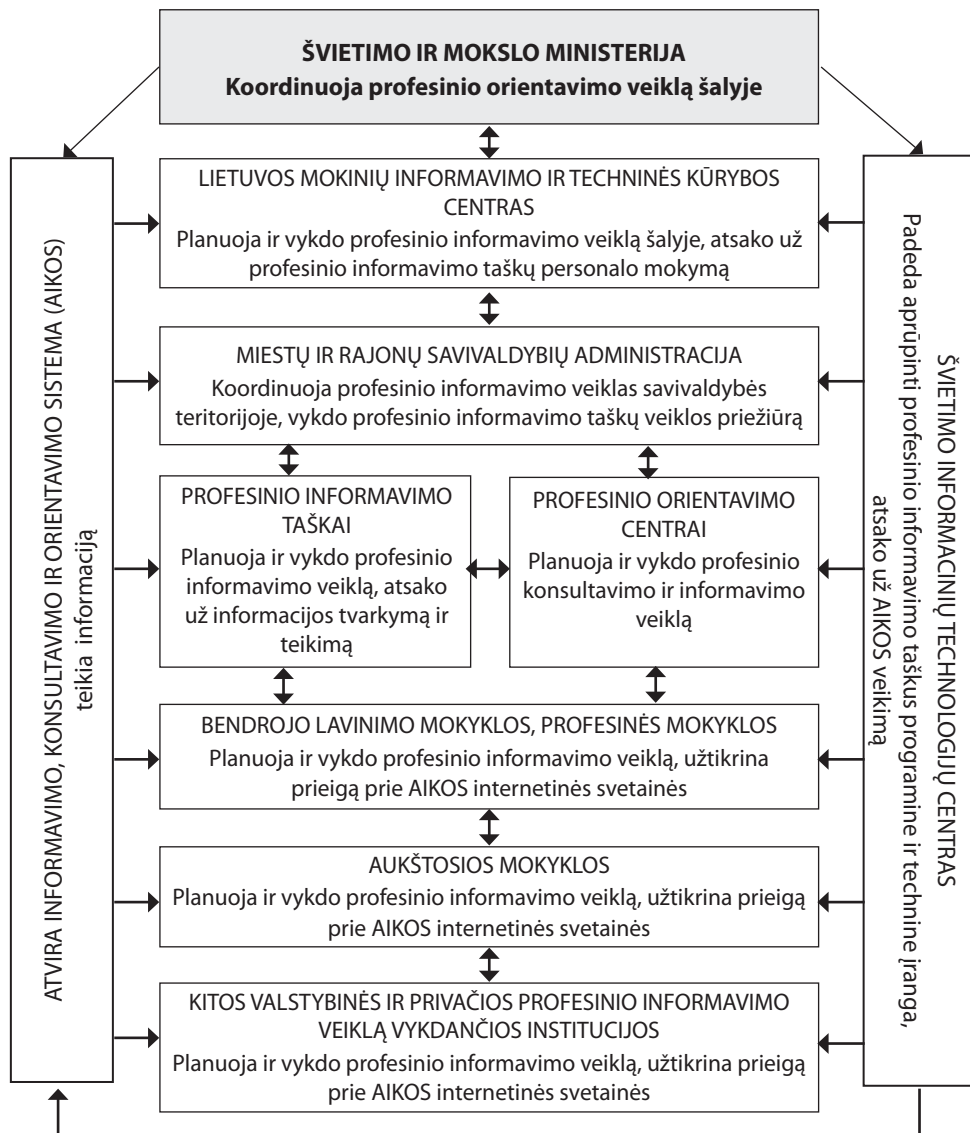 ŠVIETIMO IR MOKSLO MINISTERIJA
Koordinuoja profesinio orientavimo veiklą šalyje
ATVIRA INFORMAVIMO, KONSULTAVIMO IR ORIENTAVIMO SISTEMA (AIKOS)
teikia informaciją
LIETUVOS MOKINIŲ INFORMAVIMO IR TECHNINĖS KŪRYBOS
CENTRAS
Planuoja ir vykdo profesinio informavimo veiklą šalyje, atsako už
profesinio informavimo taškų personalo mokymą
MIESTŲ IR RAJONŲ SAVIVALDYBIŲ ADMINISTRACIJA
Koordinuoja profesinio informavimo veiklas savivaldybės
teritorijoje, vykdo profesinio informavimo taškų veiklos priežiūrą
PROFESINIO INFORMAVIMO
TAŠKAI
Planuoja ir vykdo profesinio
informavimo veiklą, atsako
už informacijos tvarkymą ir
teikimą
PROFESINIO ORIENTAVIMO
CENTRAI
Planuoja ir vykdo profesinio
konsultavimo ir informavimo
veiklą
BENDROJO LAVINIMO MOKYKLOS, PROFESINĖS MOKYKLOS
Planuoja ir vykdo profesinio informavimo veiklą, užtikrina
prieigą prie AIKOS internetinės svetainės
AUKŠTOSIOS MOKYKLOS
Planuoja ir vykdo profesinio informavimo veiklą, užtikrina prieigą
prie AIKOS internetinės svetainės
KITOS VALSTYBINĖS IR PRIVAČIOS PROFESINIO INFORMAVIMO
VEIKLĄ VYKDANČIOS INSTITUCIJOS
Planuoja ir vykdo profesinio informavimo veiklą, užtikrina prieigą
prie AIKOS internetinės svetainės
ŠVIETIMO INFORMACINIŲ TECHNOLOGIJŲ CENTRAS
Padeda aprūpinti profesinio informavimo taškus programine ir technine įranga,
atsako už AIKOS veikimą